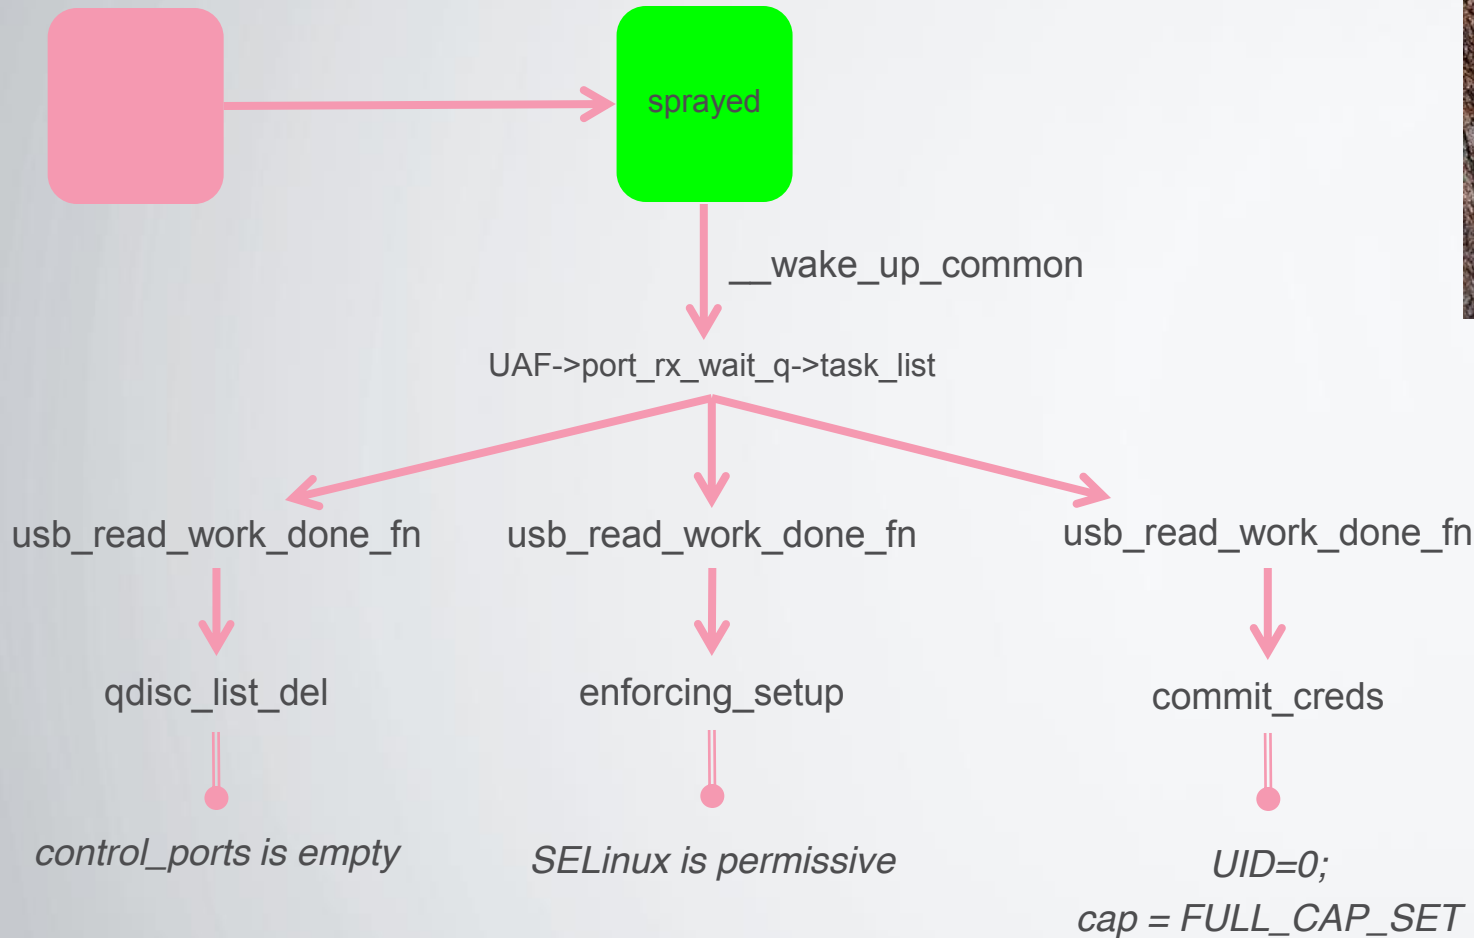 sprayed
__wake_up_common
UAF->port_rx_wait_q->task_list
usb_read_work_done_fn
usb_read_work_done_fn
usb_read_work_done_fn
qdisc_list_del
enforcing_setup
commit_creds
control_ports is empty
SELinux is permissive
UID=0;
cap = FULL_CAP_SET